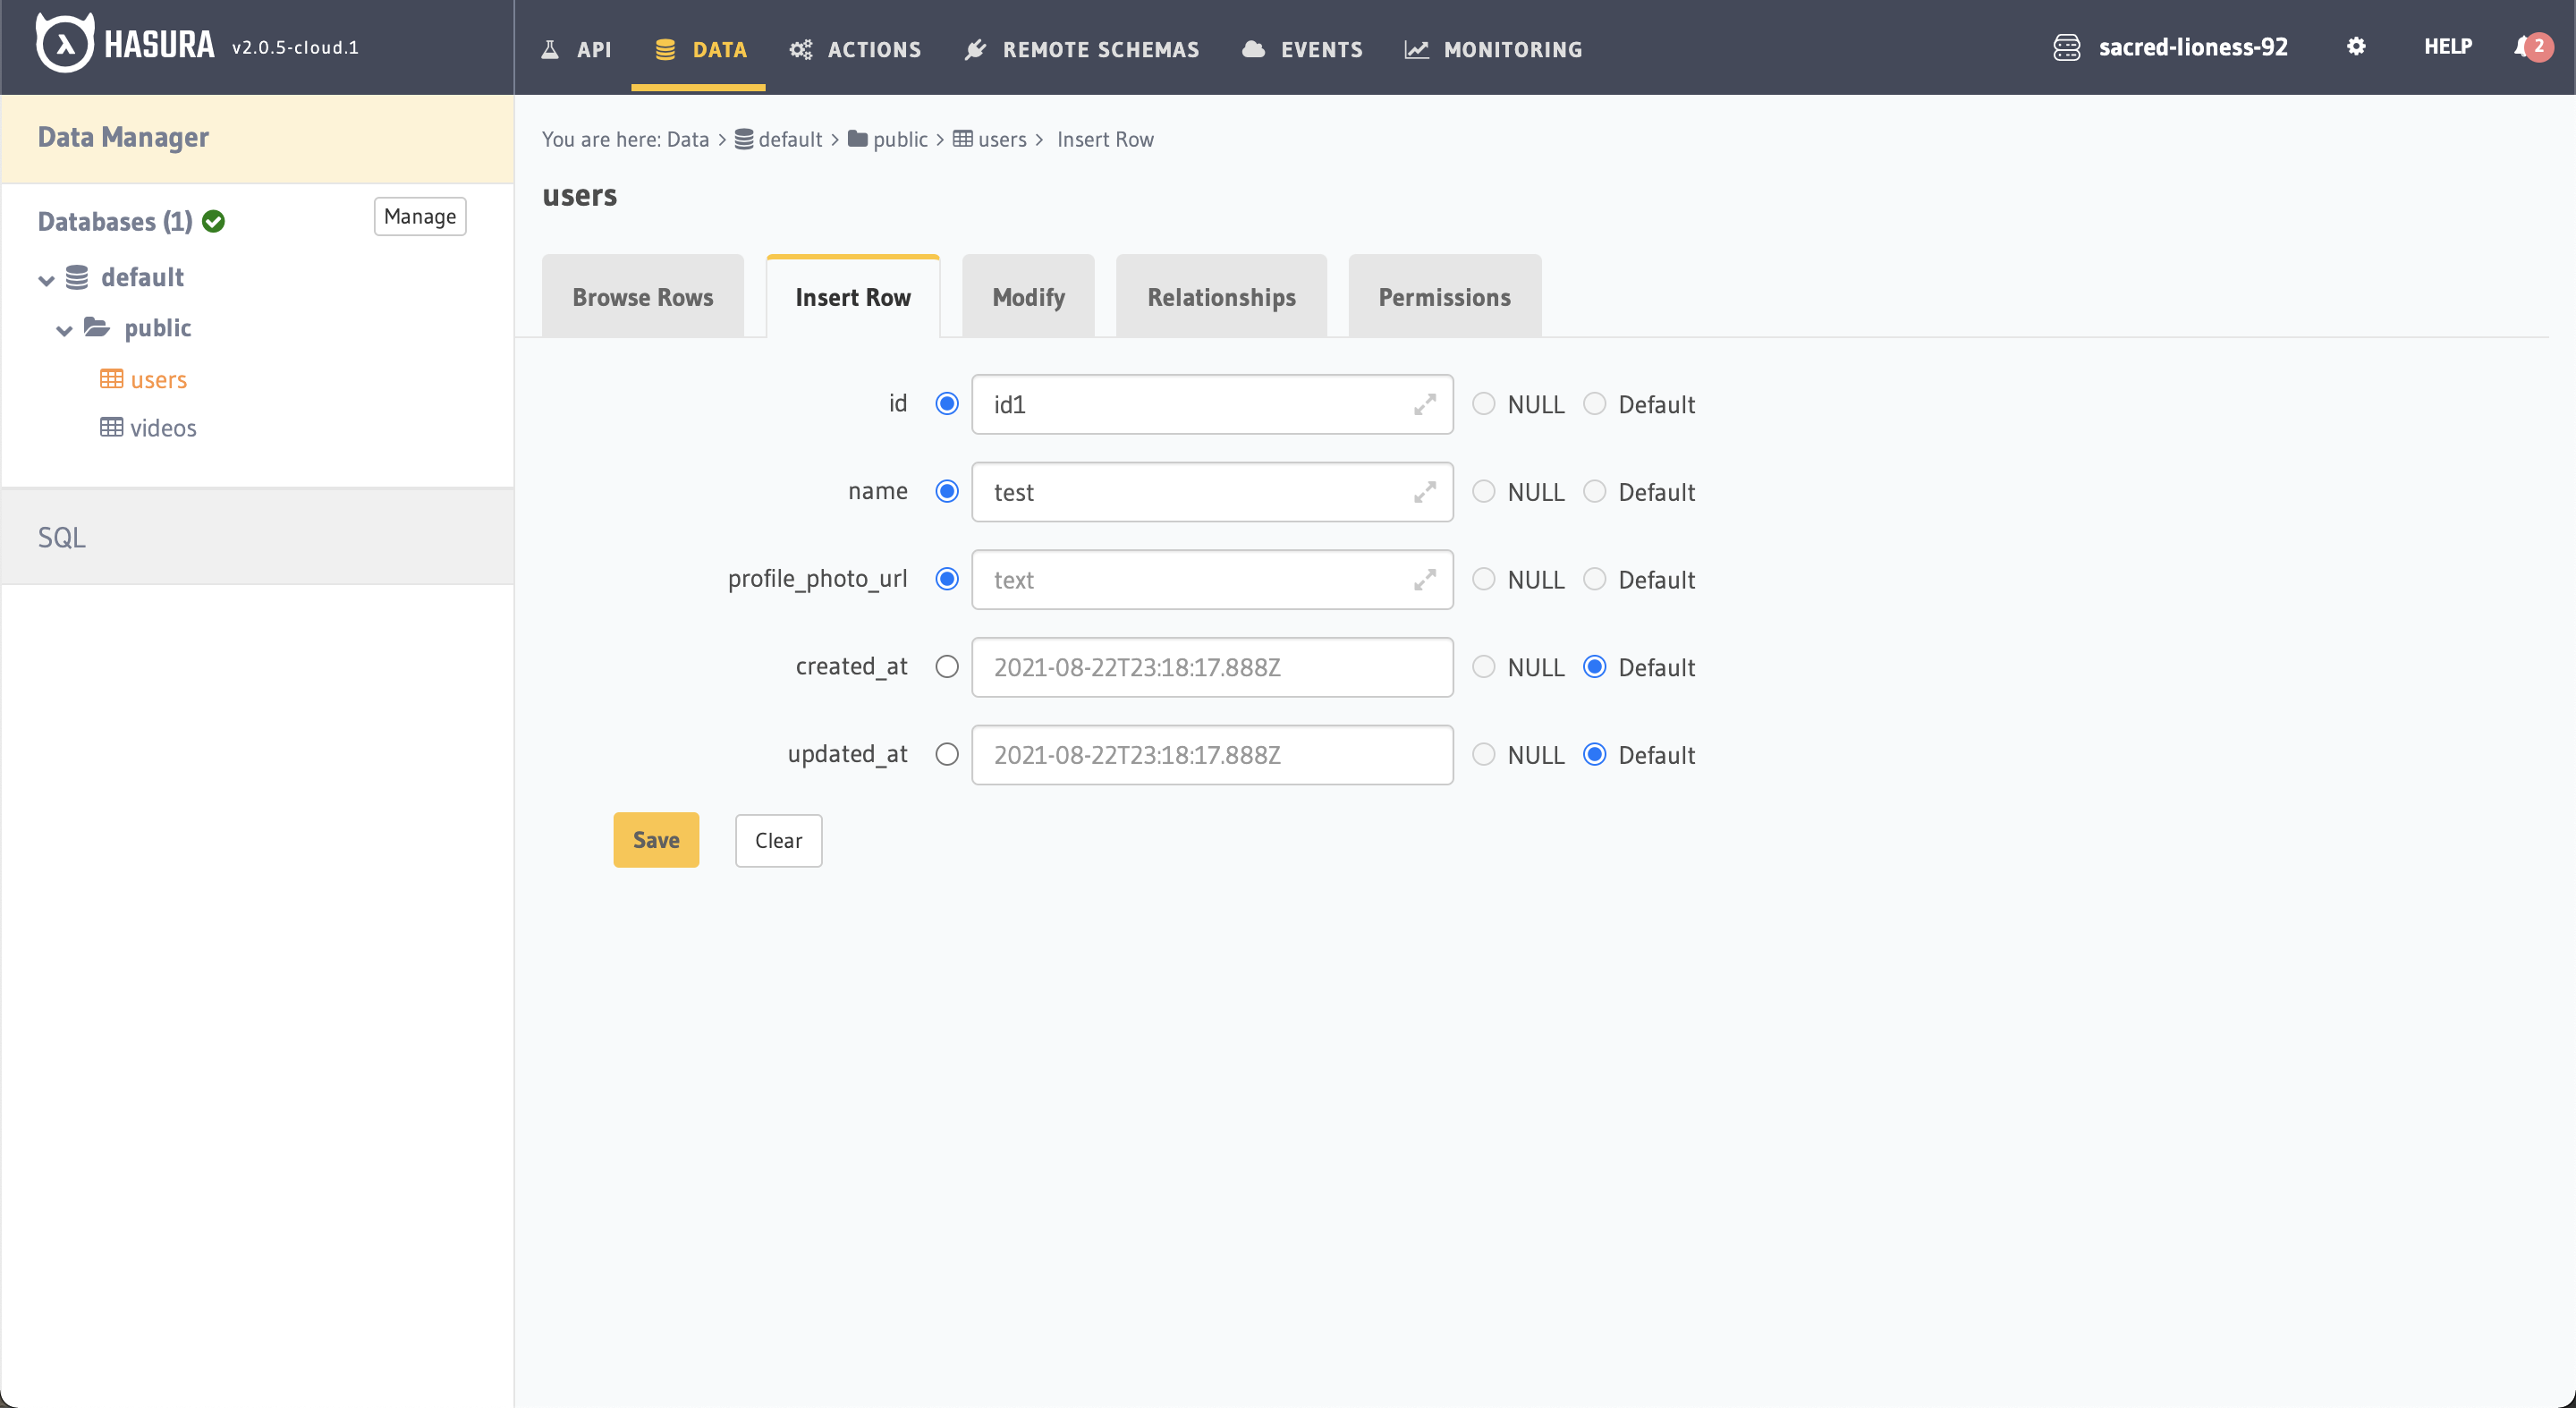 HASURA v2.0.5-cloud.1
API DATA ACTIONS REMOTE SCHEMAS EVENTS MONITORING sacred-lioness-92 HELP 2
Data Manager
Databases (1) Manage
default
public
users
videos
SQL
You are here: Data > default > public > users > Insert Row
users
Browse Rows Insert Row Modify Relationships Permissions
id id1 NULL Default
name test NULL Default
profile_photo_url text NULL Default
created_at 2021-08-22T23:18:17.888Z NULL Default
updated_at 2021-08-22T23:18:17.888Z NULL Default
Save Clear